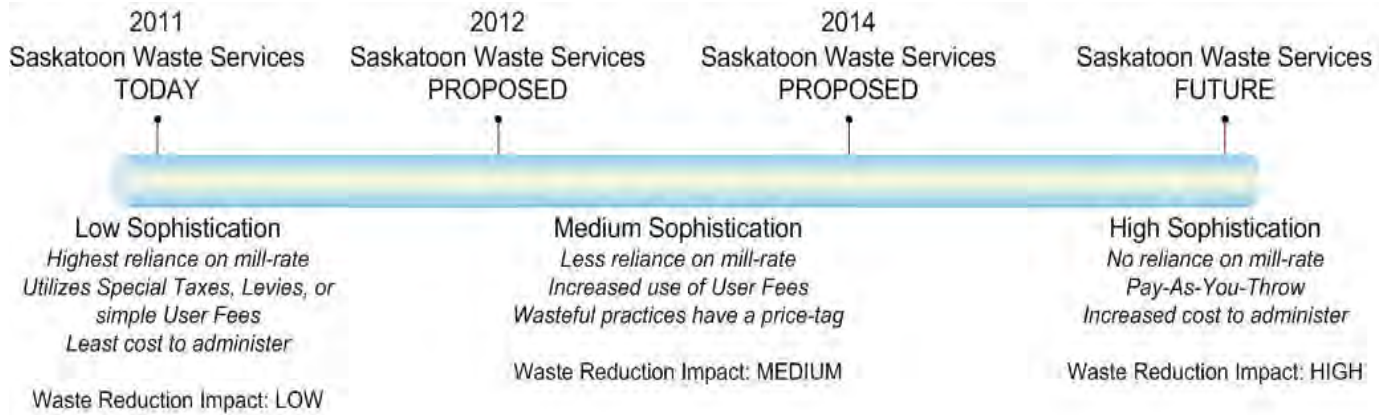 2011
Saskatoon Waste Services
TODAY
2012
Saskatoon Waste Services
PROPOSED
2014
Saskatoon Waste Services
PROPOSED
Saskatoon Waste Services
FUTURE
Low Sophistication
Highest reliance on mill-rate
Utilizes Special Taxes, Levies, or
simple User Fees
Least cost to administer
Waste Reduction Impact: LOW
Medium Sophistication
Less reliance on mill-rate
Increased use of User Fees
Wasteful practices have a price-tag
Waste Reduction Impact: MEDIUM
High Sophistication
No reliance on mill-rate
Pay-As-You-Throw
Increased cost to administer
Waste Reduction Impact: HIGH